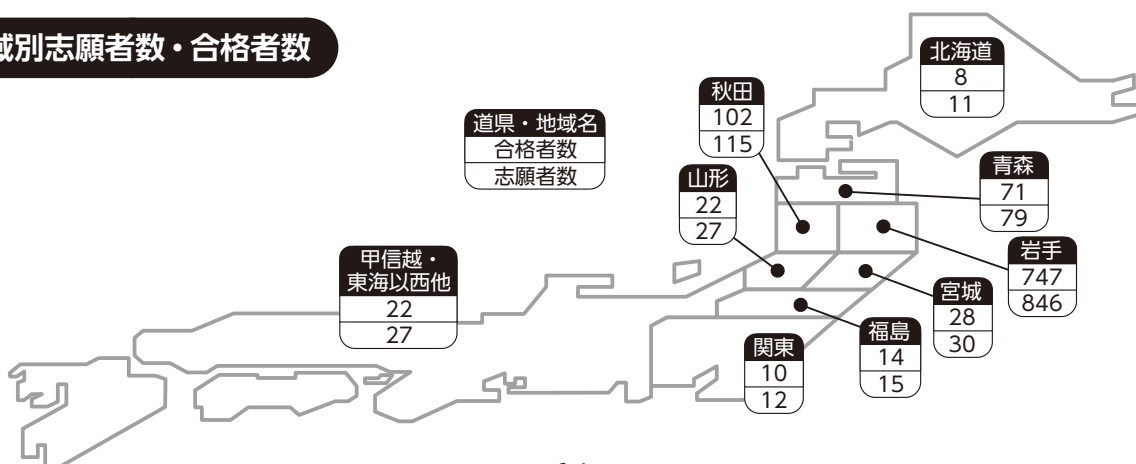 域別志願者数・合格者数
道県・地域名
合格者数
志願者数
北海道
8
11
秋田
102
115
青森
71
79
山形
22
27
岩手
747
846
宮城
28
30
福島
14
15
関東
10
12
甲信越・
東海以西他
22
27